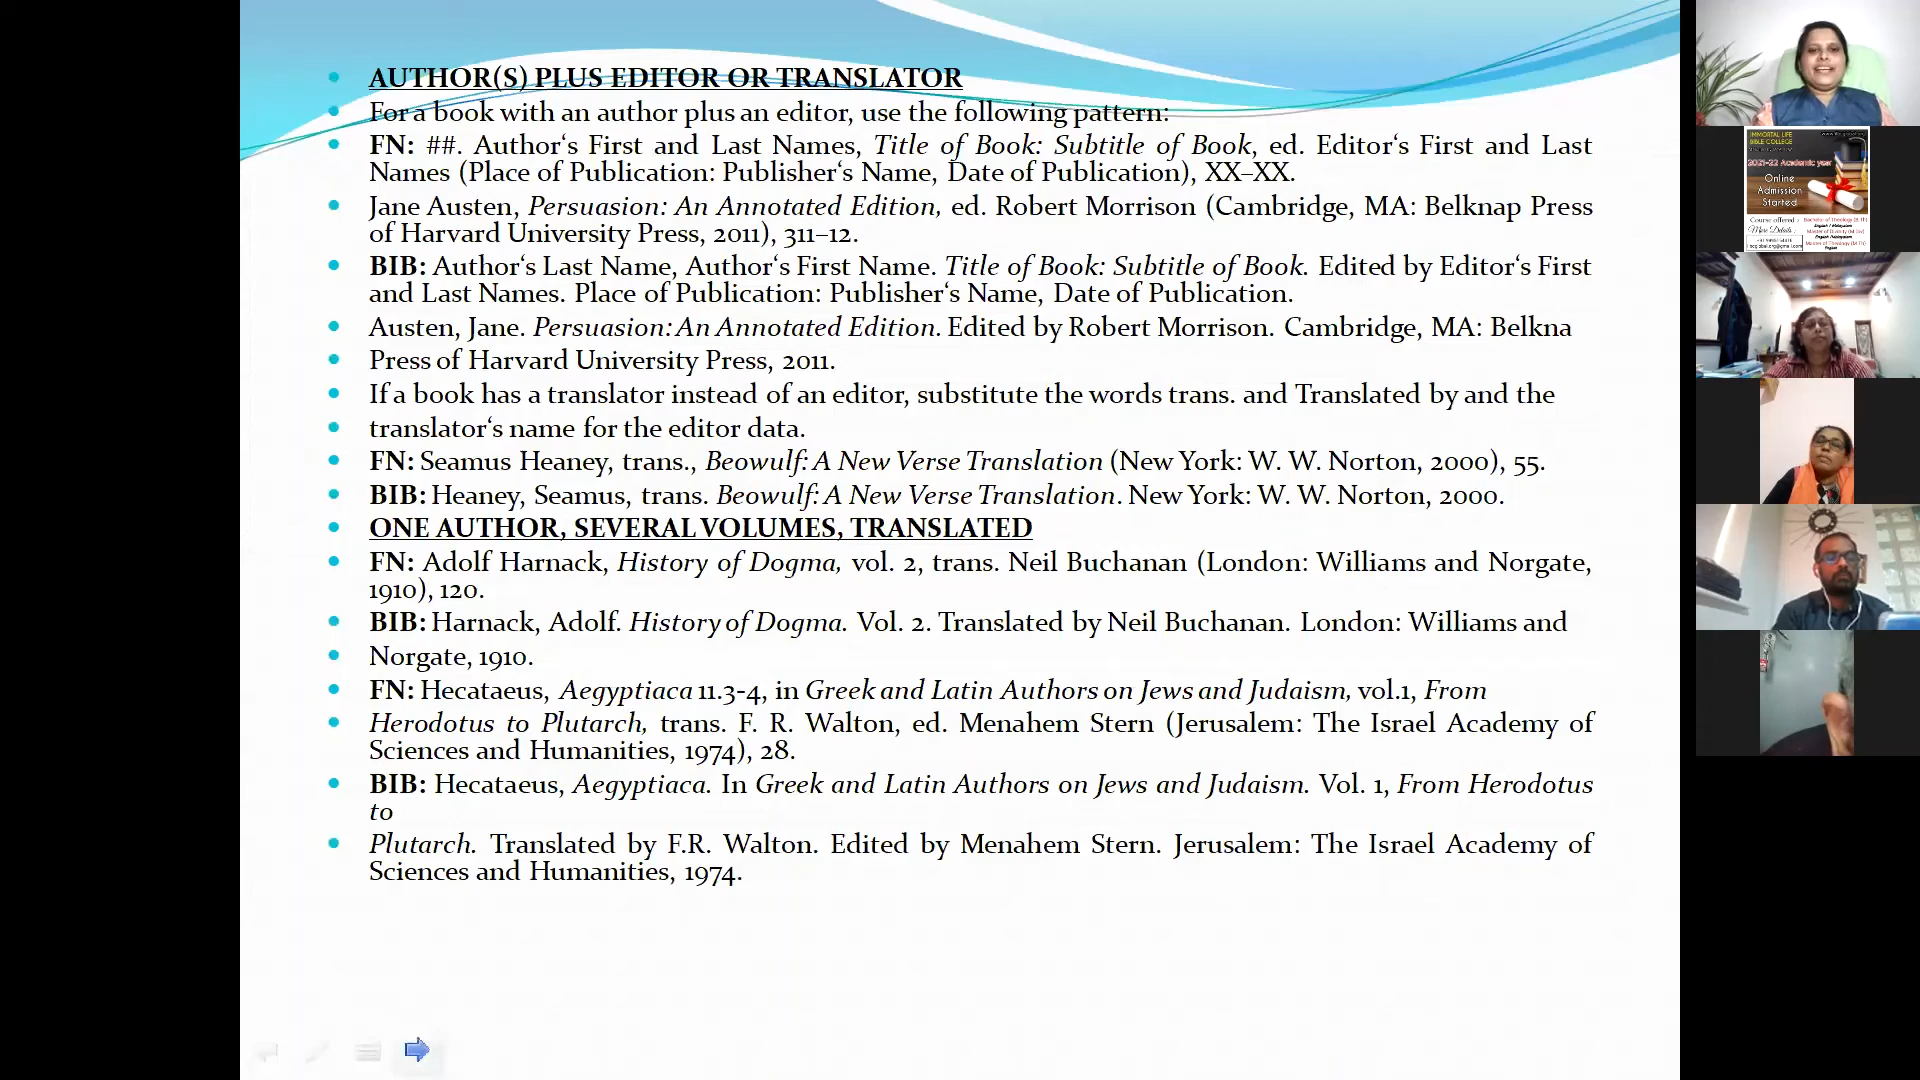 AUTHOR(S) PLUS EDITOR OR TRANSLATOR
For a book with an author plus an editor, use the following pattern:
FN: ##. Author‘s First and Last Names, Title of Book: Subtitle of Book, ed. Editor‘s First and Last
Names (Place of Publication: Publisher‘s Name, Date of Publication), XX–XX.
Jane Austen, Persuasion: An Annotated Edition, ed. Robert Morrison (Cambridge, MA: Belknap Press
of Harvard University Press, 2011), 311–12.
BIB: Author‘s Last Name, Author‘s First Name. Title of Book: Subtitle of Book. Edited by Editor‘s First
and Last Names. Place of Publication: Publisher‘s Name, Date of Publication.
Austen, Jane. Persuasion: An Annotated Edition. Edited by Robert Morrison. Cambridge, MA: Belkna
Press of Harvard University Press, 2011.
If a book has a translator instead of an editor, substitute the words trans. and Translated by and the
translator‘s name for the editor data.
FN: Seamus Heaney, trans., Beowulf: A New Verse Translation (New York: W. W. Norton, 2000), 55.
BIB: Heaney, Seamus, trans. Beowulf: A New Verse Translation. New York: W. W. Norton, 2000.
ONE AUTHOR, SEVERAL VOLUMES, TRANSLATED
FN: Adolf Harnack, History of Dogma, vol. 2, trans. Neil Buchanan (London: Williams and Norgate,
1910), 120.
BIB: Harnack, Adolf. History of Dogma. Vol. 2. Translated by Neil Buchanan. London: Williams and
Norgate, 1910.
FN: Hecataeus, Aegyptiaca 11.3-4, in Greek and Latin Authors on Jews and Judaism, vol.1, From
Herodotus to Plutarch, trans. F. R. Walton, ed. Menahem Stern (Jerusalem: The Israel Academy of
Sciences and Humanities, 1974), 28.
BIB: Hecataeus, Aegyptiaca. In Greek and Latin Authors on Jews and Judaism. Vol. 1, From Herodotus
to
Plutarch. Translated by F.R. Walton. Edited by Menahem Stern. Jerusalem: The Israel Academy of
Sciences and Humanities, 1974.
IMMORTAL LIFE
BIBLE COLLEGE
2021-22 Academic year
Online
Admission
Started
Course offered :
More Details :